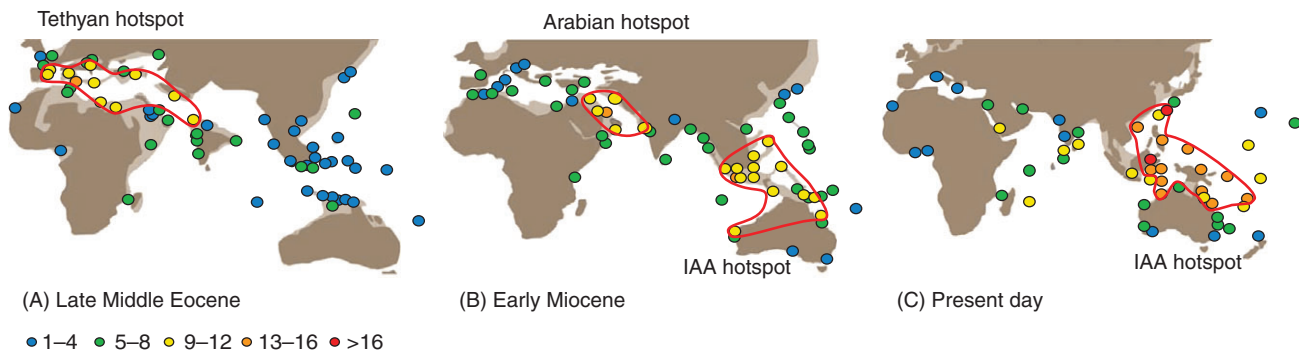 Tethyan hotspot
Arabian hotspot
IAA hotspot
IAA hotspot
(A) Late Middle Eocene
(B) Early Miocene
(C) Present day
1–4 5–8 9–12 13–16 >16